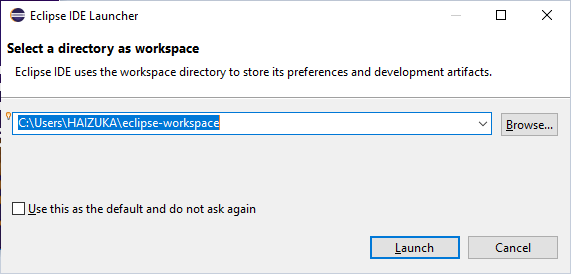 Eclipse IDE Launcher
Select a directory as workspace
Eclipse IDE uses the workspace directory to store its preferences and development artifacts.
C:\Users\HAIZUKA\eclipse-workspace
Browse...
Use this as the default and do not ask again
Launch
Cancel